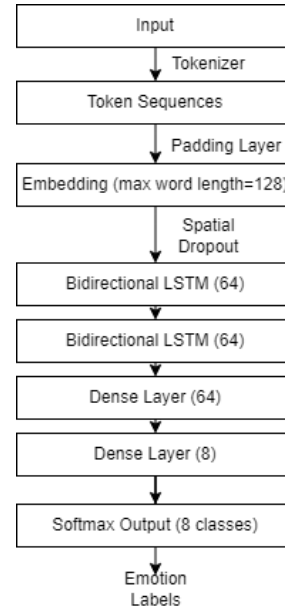 Input
Tokenizer
Token Sequences
Padding Layer
Embedding (max word length=128)
Spatial
Dropout
Bidirectional LSTM (64)
Bidirectional LSTM (64)
Dense Layer (64)
Dense Layer (8)
Softmax Output (8 classes)
Emotion
Labels